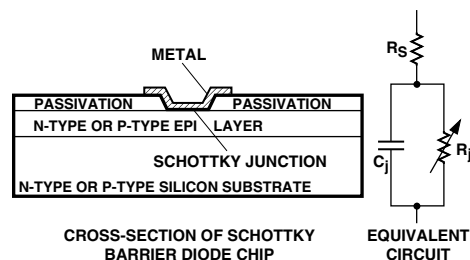 METAL
PASSIVATION
PASSIVATION
N-TYPE OR P-TYPE EPI LAYER
SCHOTTKY JUNCTION
N-TYPE OR P-TYPE SILICON SUBSTRATE
CROSS-SECTION OF SCHOTTKY
BARRIER DIODE CHIP
RS
Cj
Rj
EQUIVALENT
CIRCUIT